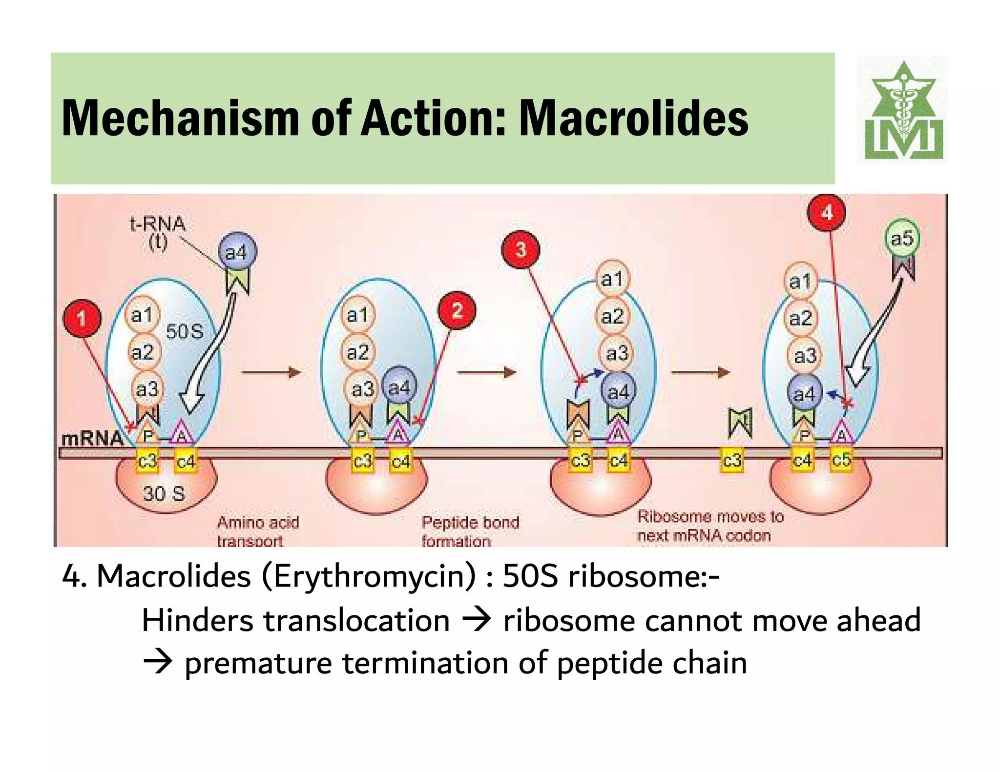 Mechanism of Action: Macrolides
LMI
t-RNA
(t)
a4
1
a1
50S
a2
a3
t
P
A
mRNA
c3
c4
30 S
Amino acid
transport
a1
a2
a3
a4
2
P
A
c3
c4
Peptide bond
formation
3
a1
a2
a3
a4
P
A
c3
c4
Ribosome moves to
next mRNA codon
4
a5
a1
a2
a3
a4
t
c3
P
A
c4
c5
4. Macrolides (Erythromycin) : 50S ribosome:-
Hinders translocation → ribosome cannot move ahead
→ premature termination of peptide chain